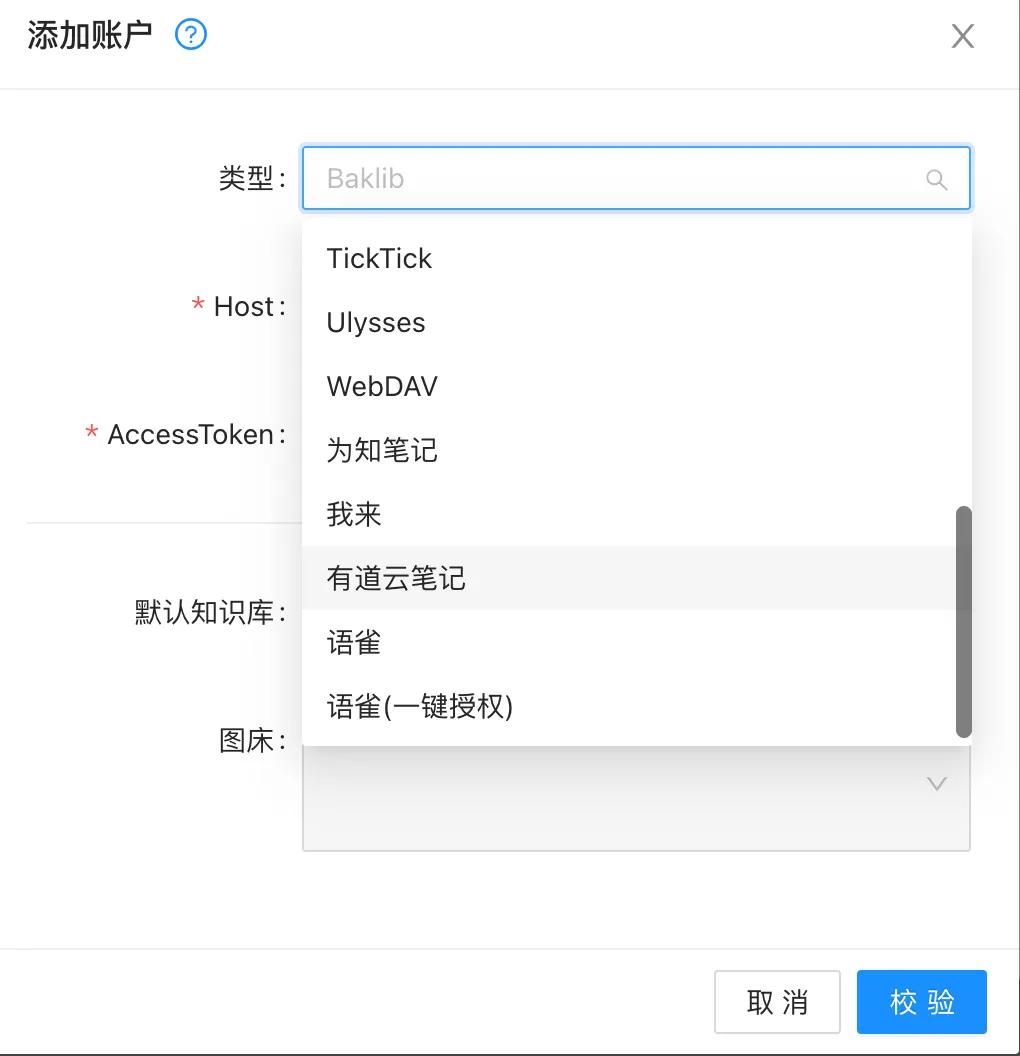 添加账户 ?
类型:
Baklib
TickTick
* Host:
Ulysses
WebDAV
* AccessToken:
为知笔记
我来
有道云笔记
默认知识库:
语雀
语雀(一键授权)
图床:
取 消
校 验